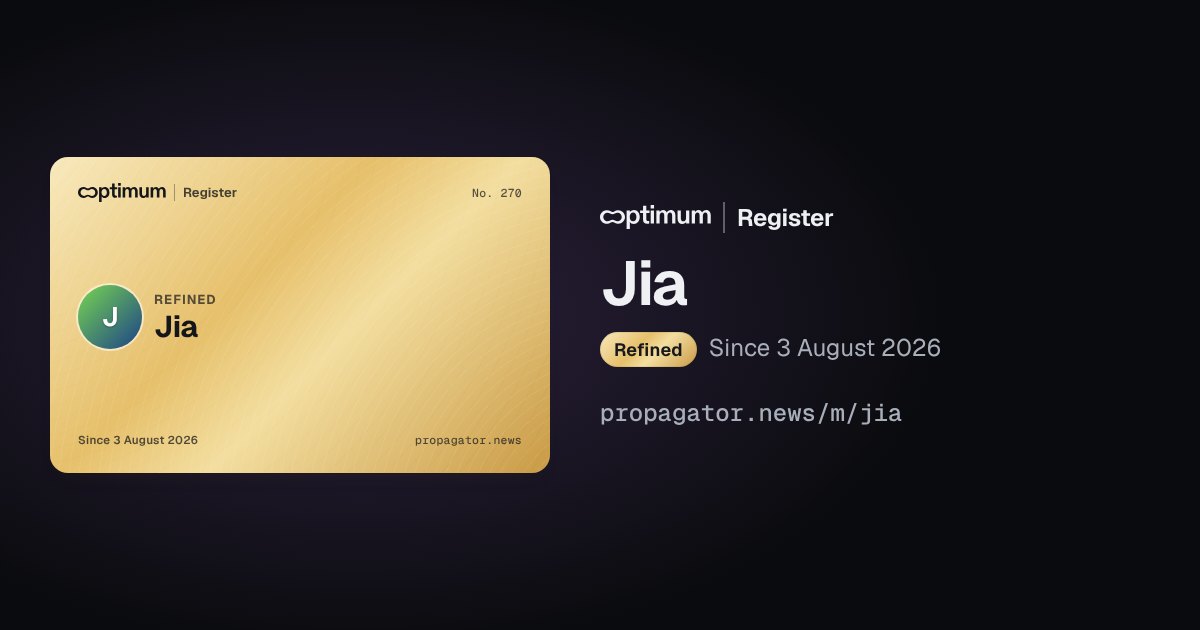 optimum | Register
No. 270
J
REFINED
Jia
Since 3 August 2026
propagator.news
optimum | Register
Jia
Refined Since 3 August 2026
propagator.news/m/jia